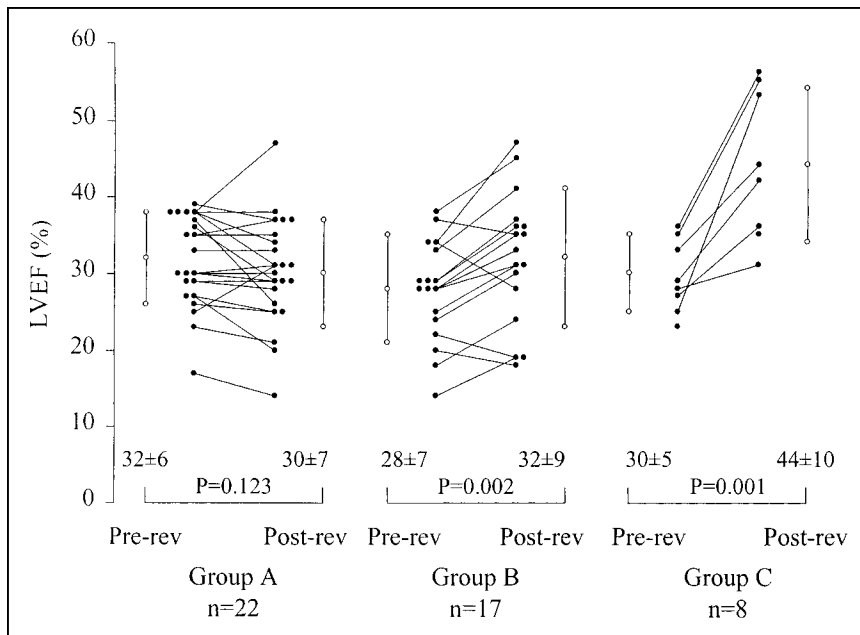 LVEF (%)
60
50
40
30
20
10
0
32±6
30±7
28±7
32±9
30±5
44±10
P=0.123
P=0.002
P=0.001
Pre-rev
Post-rev
Pre-rev
Post-rev
Pre-rev
Post-rev
Group A
Group B
Group C
n=22
n=17
n=8